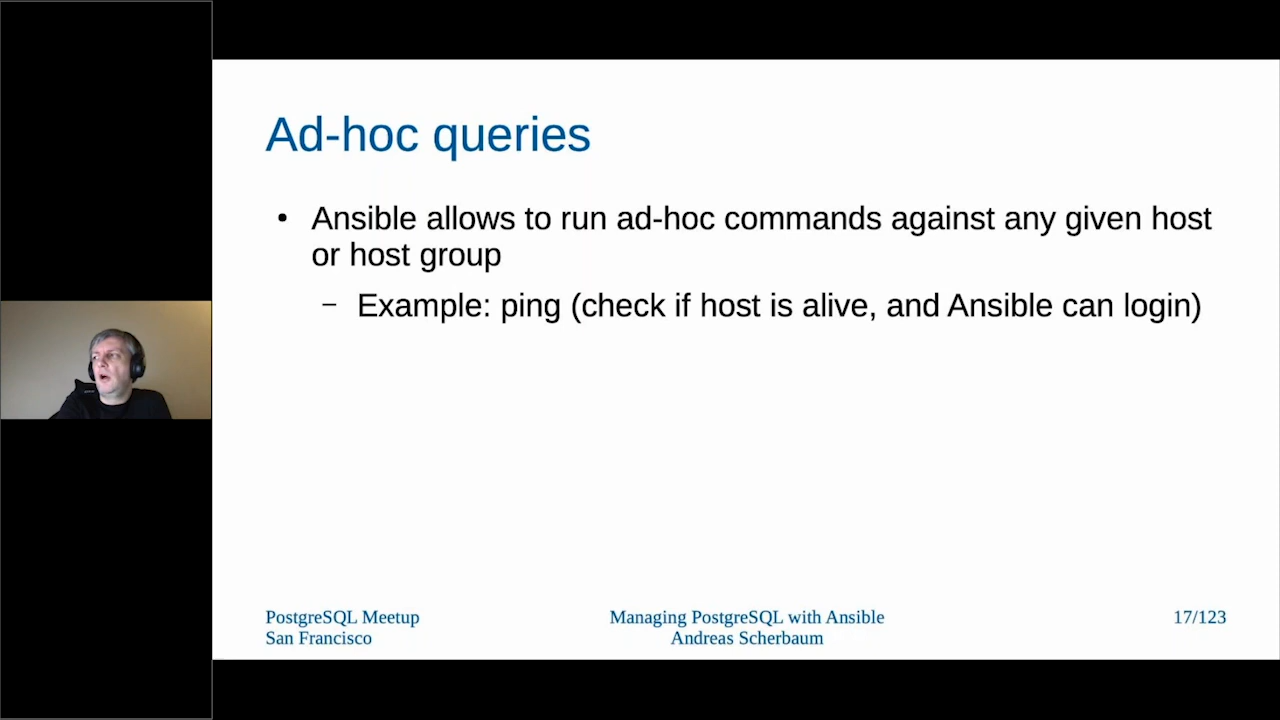 Ad-hoc queries
• Ansible allows to run ad-hoc commands against any given host
or host group
– Example: ping (check if host is alive, and Ansible can login)
PostgreSQL Meetup
San Francisco
Managing PostgreSQL with Ansible
Andreas Scherbaum
17/123